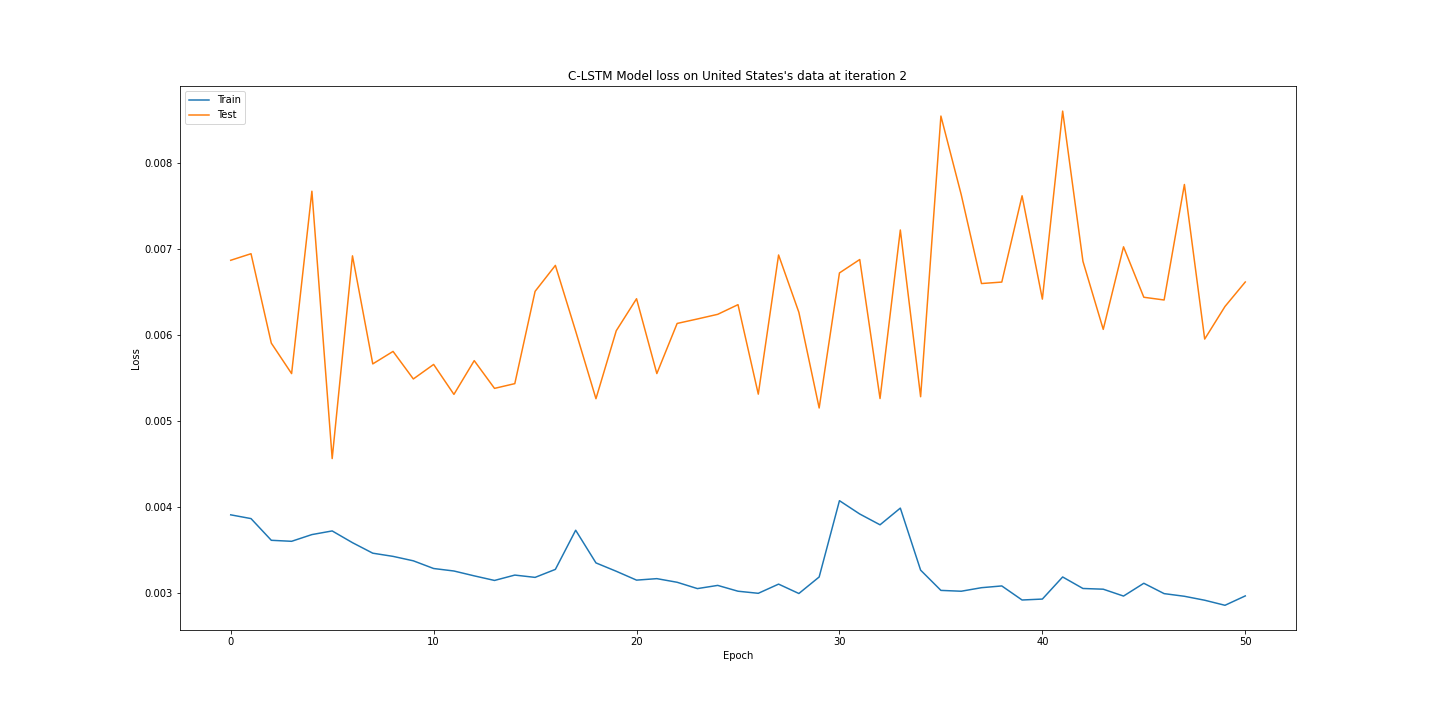 C-LSTM Model loss on United States's data at iteration 2
Train
Test
0.008
0.007
0.006
0.005
0.004
0.003
Loss
0 10 20 30 40 50
Epoch